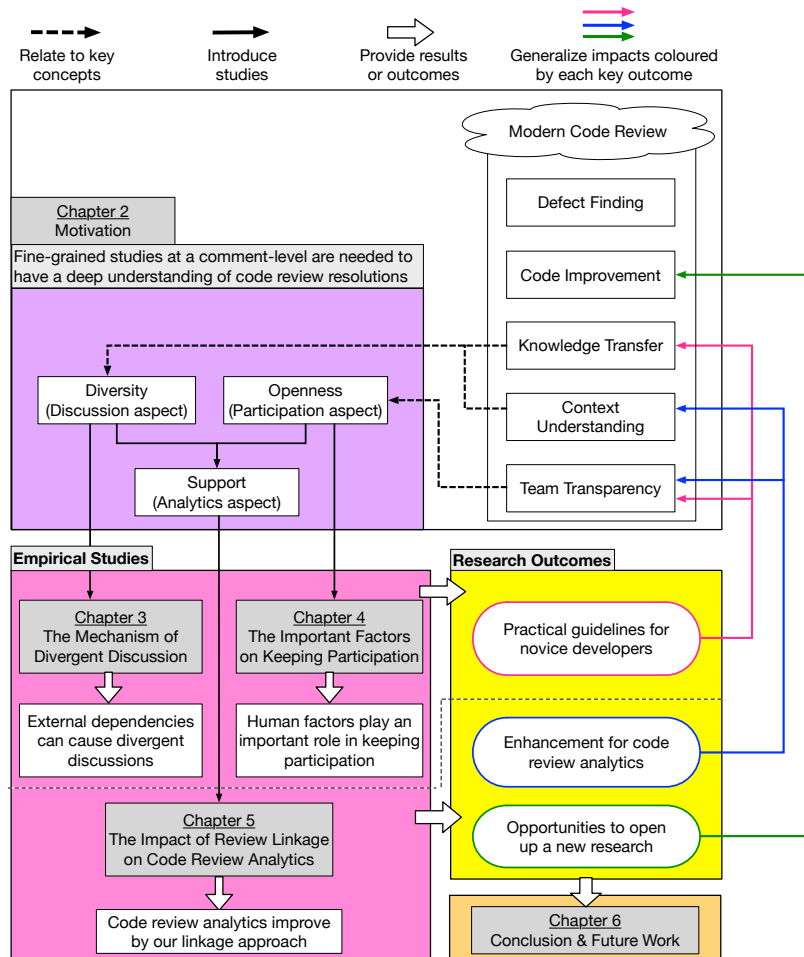 Relate to key
concepts
Introduce
studies
Provide results
or outcomes
Generalize impacts coloured
by each key outcome
Modern Code Review
Defect Finding
Code Improvement
Knowledge Transfer
Context
Understanding
Team Transparency
Chapter 2
Motivation
Fine-grained studies at a comment-level are needed to
have a deep understanding of code review resolutions
Diversity
(Discussion aspect)
Openness
(Participation aspect)
Support
(Analytics aspect)
Empirical Studies
Chapter 3
The Mechanism of
Divergent Discussion
Chapter 4
The Important Factors
on Keeping Participation
External dependencies
can cause divergent
discussions
Human factors play an
important role in keeping
participation
Chapter 5
The Impact of Review Linkage
on Code Review Analytics
Code review analytics improve
by our linkage approach
Research Outcomes
Practical guidelines for
novice developers
Enhancement for code
review analytics
Opportunities to open
up a new research
Chapter 6
Conclusion & Future Work